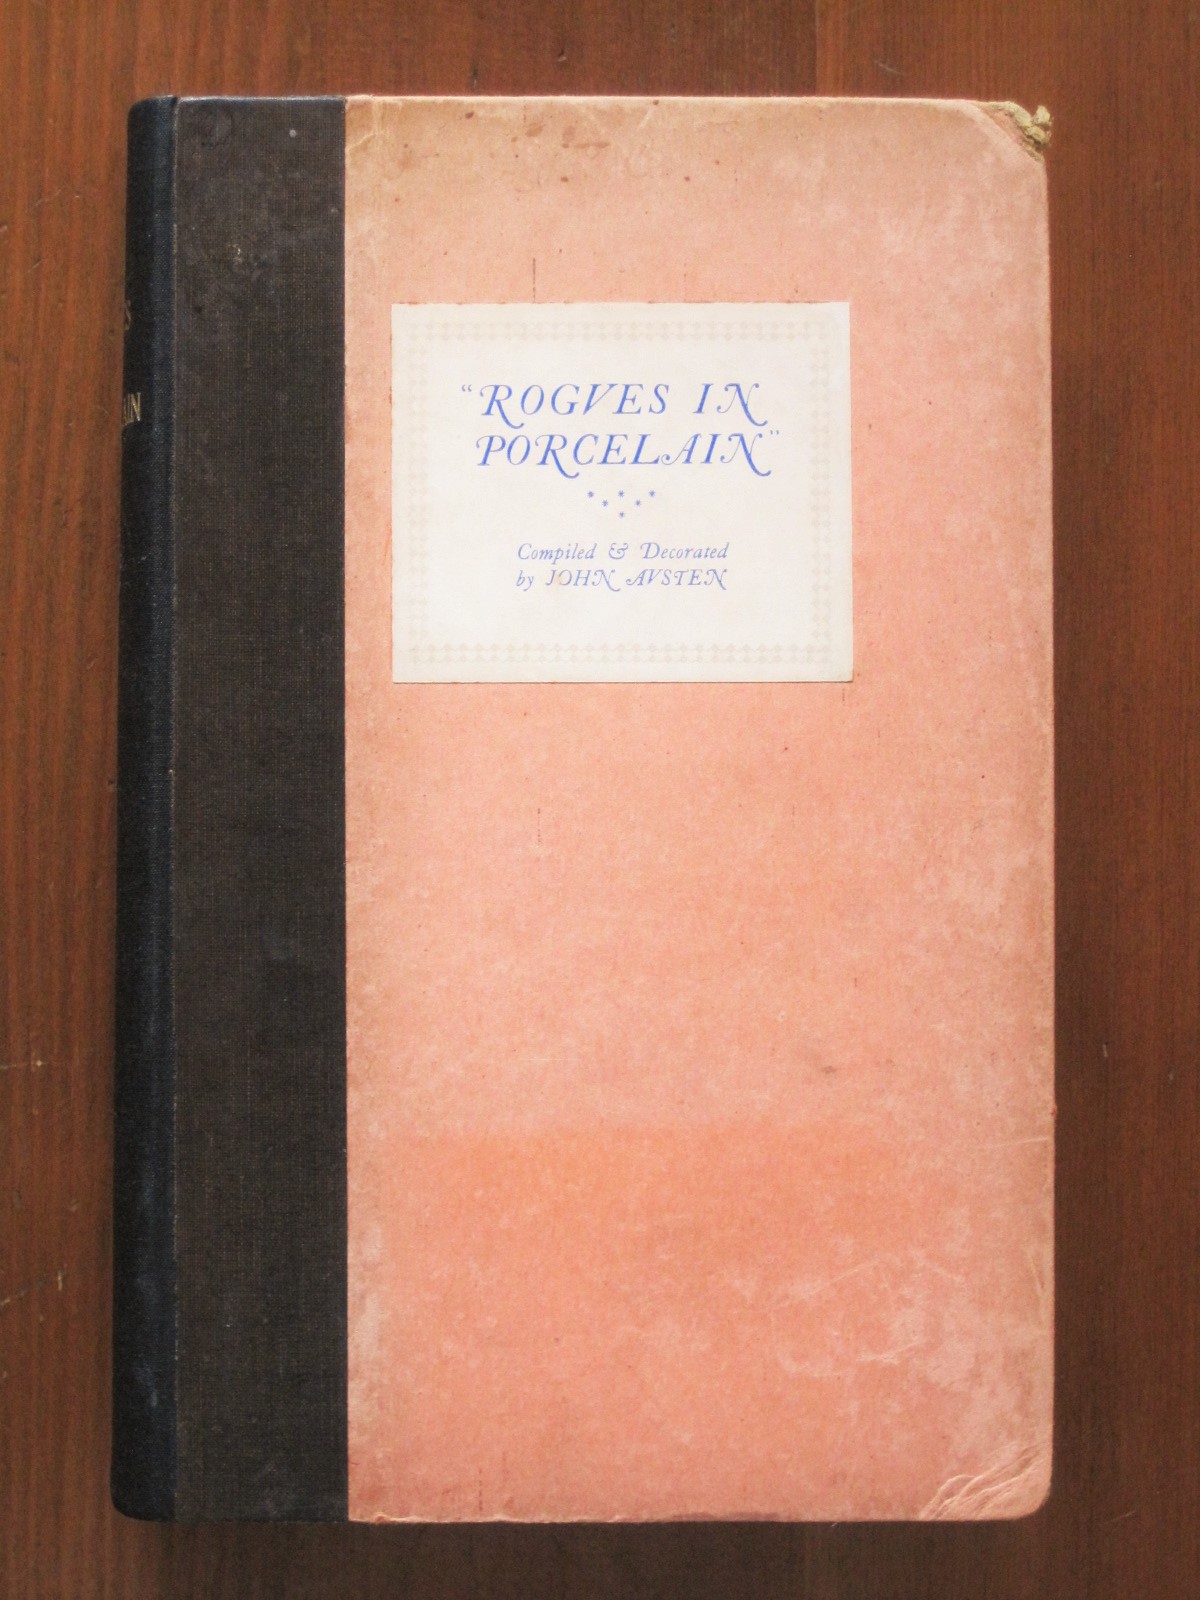 "ROGVES IN
PORCELAIN"
Compiled & Decorated
by JOHN AVSTEN